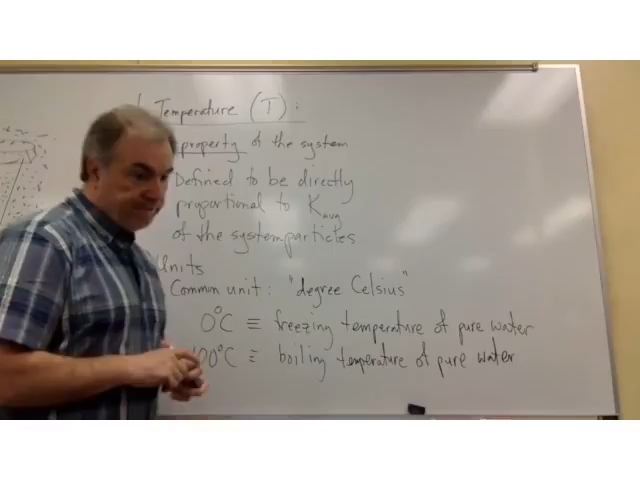 Temperature (T):
property of the system
Defined to be directly
proportional to Kavg
of the system particles
Units
Common unit: "degree Celsius"
0°C ≡ freezing temperature of pure water
100°C ≡ boiling temperature of pure water